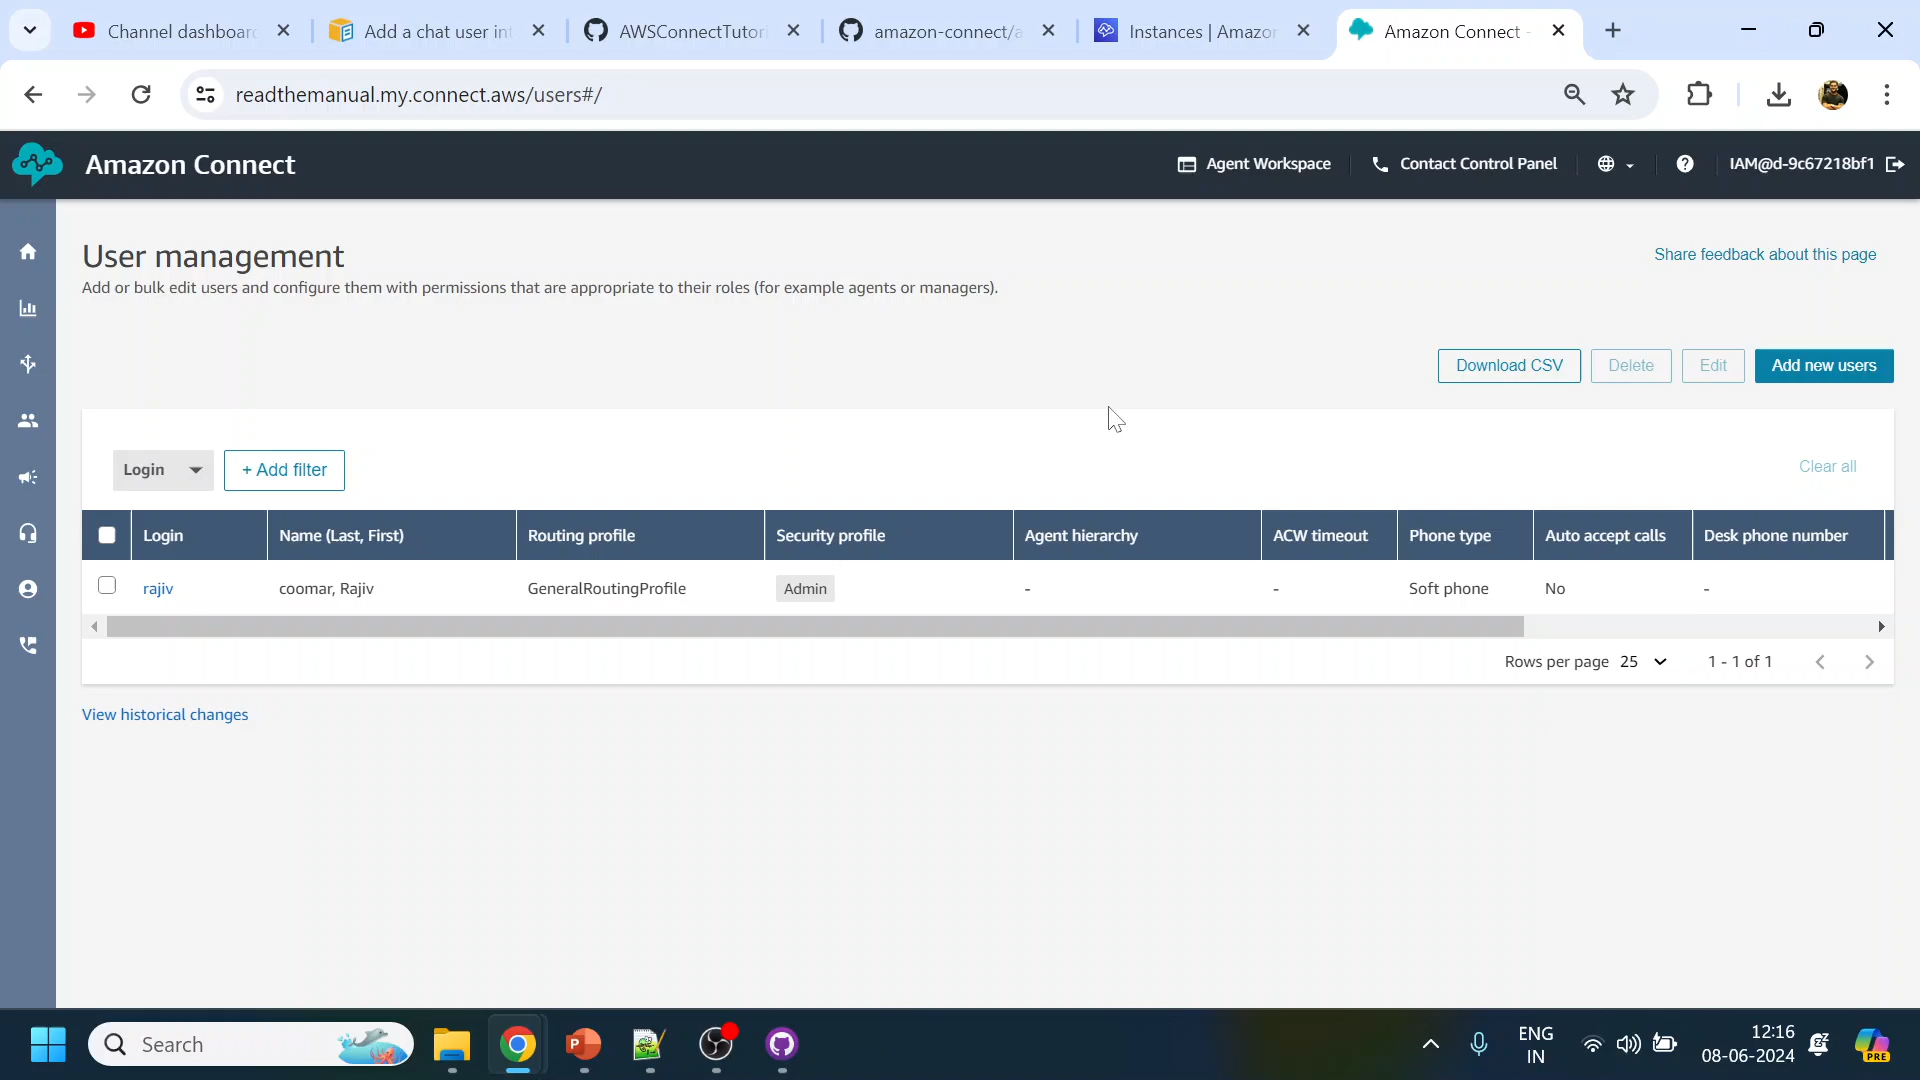 Channel dashboard
Add a chat user int
AWSConnectTutori
amazon-connect/a
Instances | Amazon
Amazon Connect -
readthemanual.my.connect.aws/users#/
Amazon Connect
Agent Workspace
Contact Control Panel
IAM@d-9c67218bf1
User management
Share feedback about this page
Add or bulk edit users and configure them with permissions that are appropriate to their roles (for example agents or managers).
Download CSV
Delete
Edit
Add new users
Login
+ Add filter
Clear all
Login Name (Last, First) Routing profile Security profile Agent hierarchy ACW timeout Phone type Auto accept calls Desk phone number
rajiv coomar, Rajiv GeneralRoutingProfile Admin - - Soft phone No -
Rows per page 25 1 - 1 of 1
View historical changes
Search
ENG
IN
12:16
08-06-2024
PRE